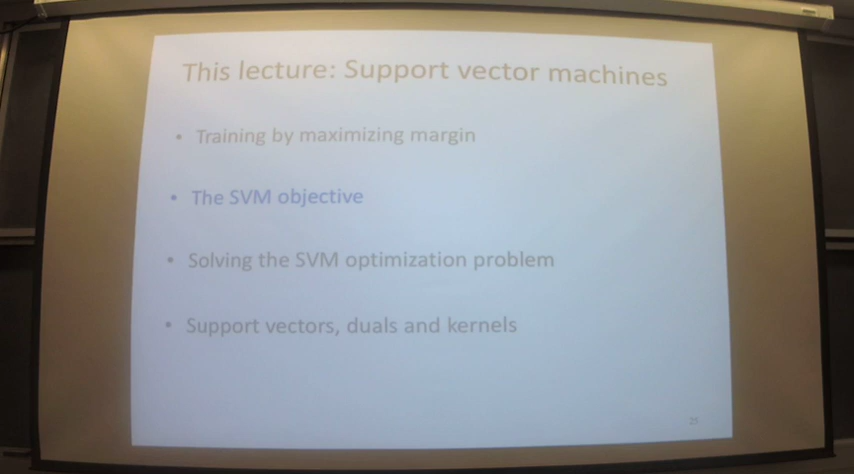 This lecture: Support vector machines
• Training by maximizing margin
• The SVM objective
• Solving the SVM optimization problem
• Support vectors, duals and kernels
25